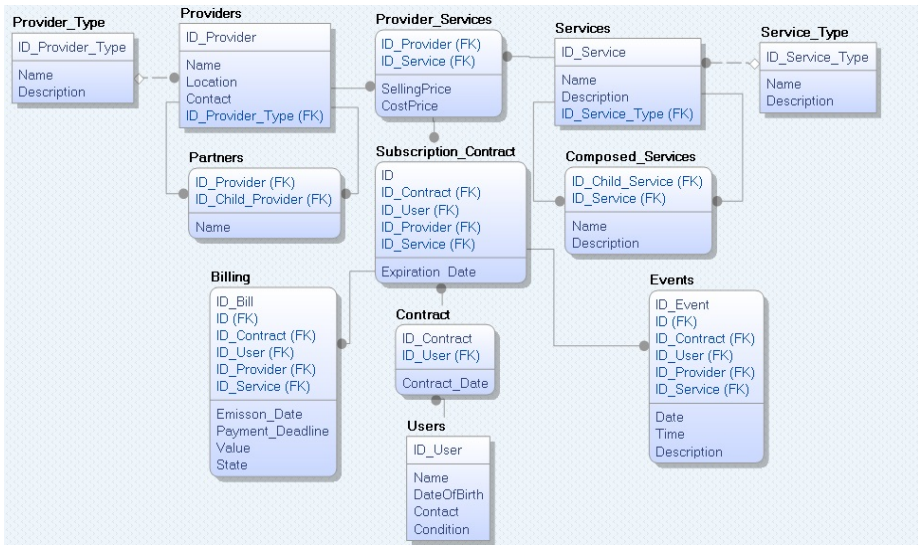 Provider_Type
ID_Provider_Type
Name
Description
Providers
ID_Provider
Name
Location
Contact
ID_Provider_Type (FK)
Provider_Services
ID_Provider (FK)
ID_Service (FK)
SellingPrice
CostPrice
Services
ID_Service
Name
Description
ID_Service_Type (FK)
Service_Type
ID_Service_Type
Name
Description
Partners
ID_Provider (FK)
ID_Child_Provider (FK)
Name
Subscription_Contract
ID
ID_Contract (FK)
ID_User (FK)
ID_Provider (FK)
ID_Service (FK)
Expiration_Date
Composed_Services
ID_Child_Service (FK)
ID_Service (FK)
Name
Description
Billing
ID_Bill
ID (FK)
ID_Contract (FK)
ID_User (FK)
ID_Provider (FK)
ID_Service (FK)
Emisson_Date
Payment_Deadline
Value
State
Contract
ID_Contract
ID_User (FK)
Contract_Date
Users
ID_User
Name
DateOfBirth
Contact
Condition
Events
ID_Event
ID (FK)
ID_Contract (FK)
ID_User (FK)
ID_Provider (FK)
ID_Service (FK)
Date
Time
Description